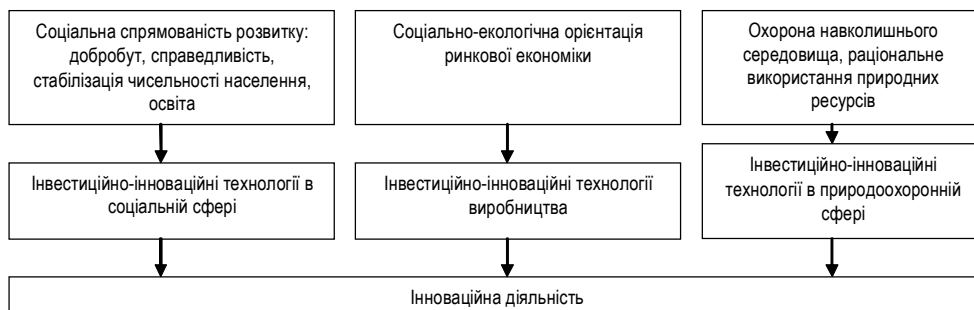 Соціальна спрямованість розвитку:
добробут, справедливість,
стабілізація чисельності населення,
освіта
Соціально-екологічна орієнтація
ринкової економіки
Охорона навколишнього
середовища, раціональне
використання природних
ресурсів
Інвестиційно-інноваційні технології в
соціальній сфері
Інвестиційно-інноваційні технології
виробництва
Інвестиційно-інноваційні
технології в природоохоронній
сфері
Інноваційна діяльність